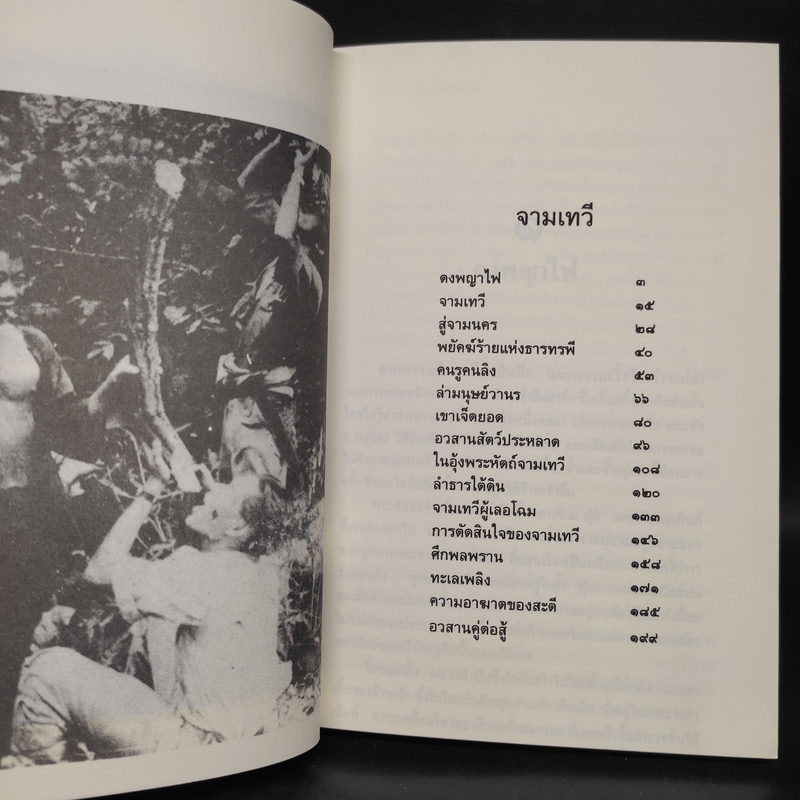 จามเทวี
ดงพญาไฟ ๓
จามเทวี ๑๕
สู่จามนคร ๒๘
พยัคฆ์ร้ายแห่งธารทรพี ๔๐
คนรูคนลิง ๕๓
ล่ามนุษย์วานร ๖๖
เขาเจ็ดยอด ๘๐
อวสานสัตว์ประหลาด ๙๖
ในอุ้งพระหัตถ์จามเทวี ๑๐๘
ลำธารใต้ดิน ๑๒๐
จามเทวีผู้เลอโฉม ๑๓๓
การตัดสินใจของจามเทวี ๑๔๖
ศึกพลพราน ๑๕๘
ทะเลเพลิง ๑๗๑
ความอาฆาตของสะดี ๑๘๕
อวสานคู่ต่อสู้ ๑๙๙